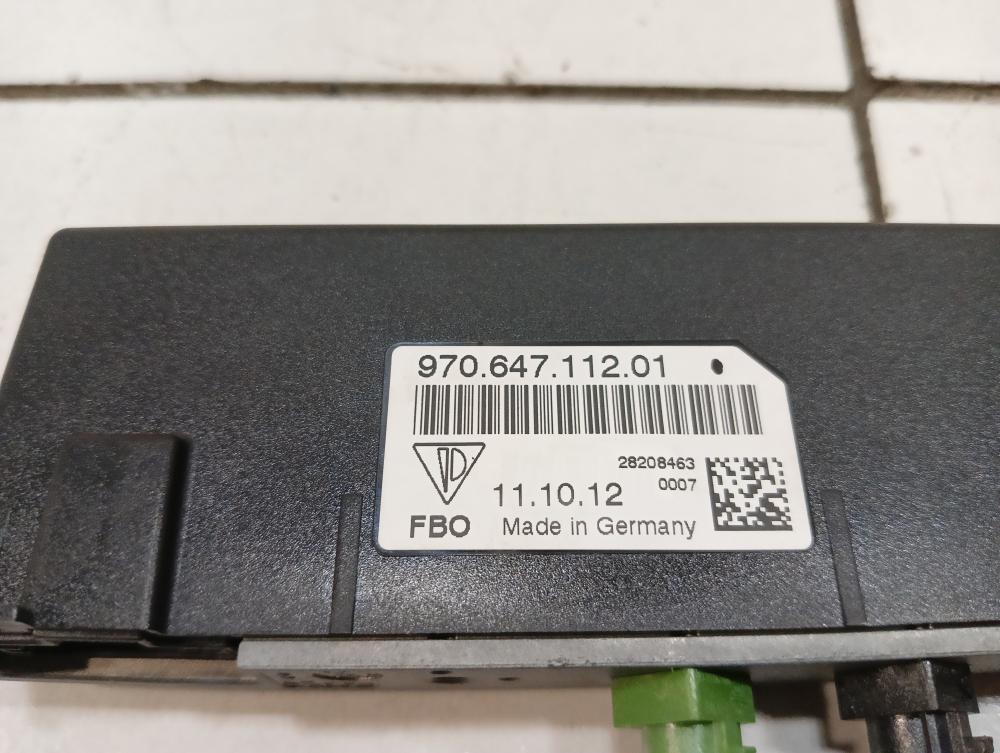 970.647.112.01
28208463
0007
11.10.12
FBO Made in Germany